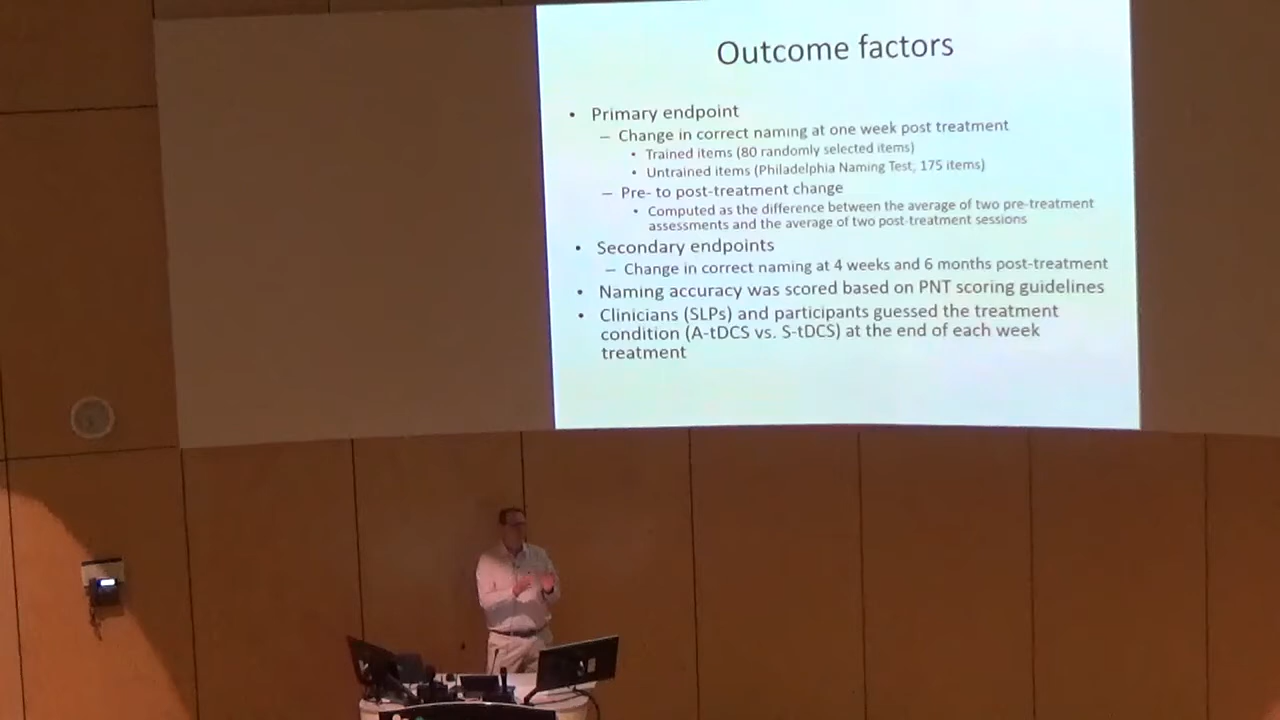 Outcome factors
• Primary endpoint
– Change in correct naming at one week post treatment
• Trained items (80 randomly selected items)
• Untrained items (Philadelphia Naming Test; 175 items)
– Pre- to post-treatment change
• Computed as the difference between the average of two pre-treatment
assessments and the average of two post-treatment sessions
• Secondary endpoints
– Change in correct naming at 4 weeks and 6 months post-treatment
• Naming accuracy was scored based on PNT scoring guidelines
• Clinicians (SLPs) and participants guessed the treatment
condition (A-tDCS vs. S-tDCS) at the end of each week
treatment